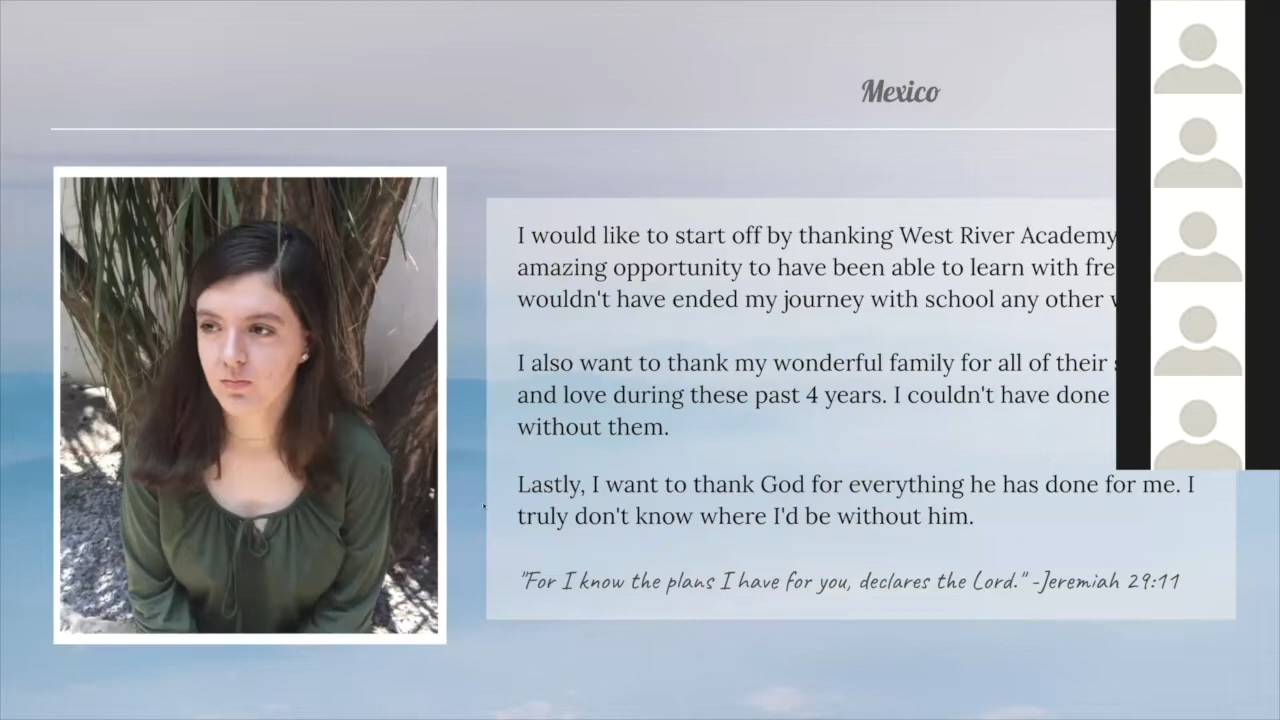 Mexico
I would like to start off by thanking West River Academy
amazing opportunity to have been able to learn with
wouldn't have ended my journey with school any other
I also want to thank my wonderful family for all of their
and love during these past 4 years. I couldn't have done
without them.
Lastly, I want to thank God for everything he has done for me. I
truly don't know where I'd be without him.
"For I know the plans I have for you, declares the Lord." -Jeremiah 29:11